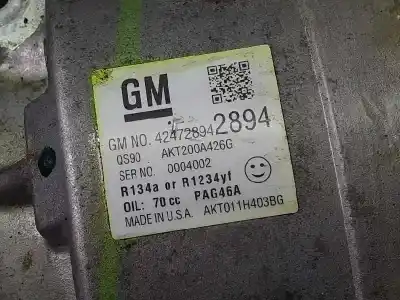 GM
GM NO. 42472894 2894
QS90 AKT200A426G
SER NO. 0004002
R134a or R1234yf
OIL: 70 cc PAG46A
MADE IN U.S.A. AKT011H403BG